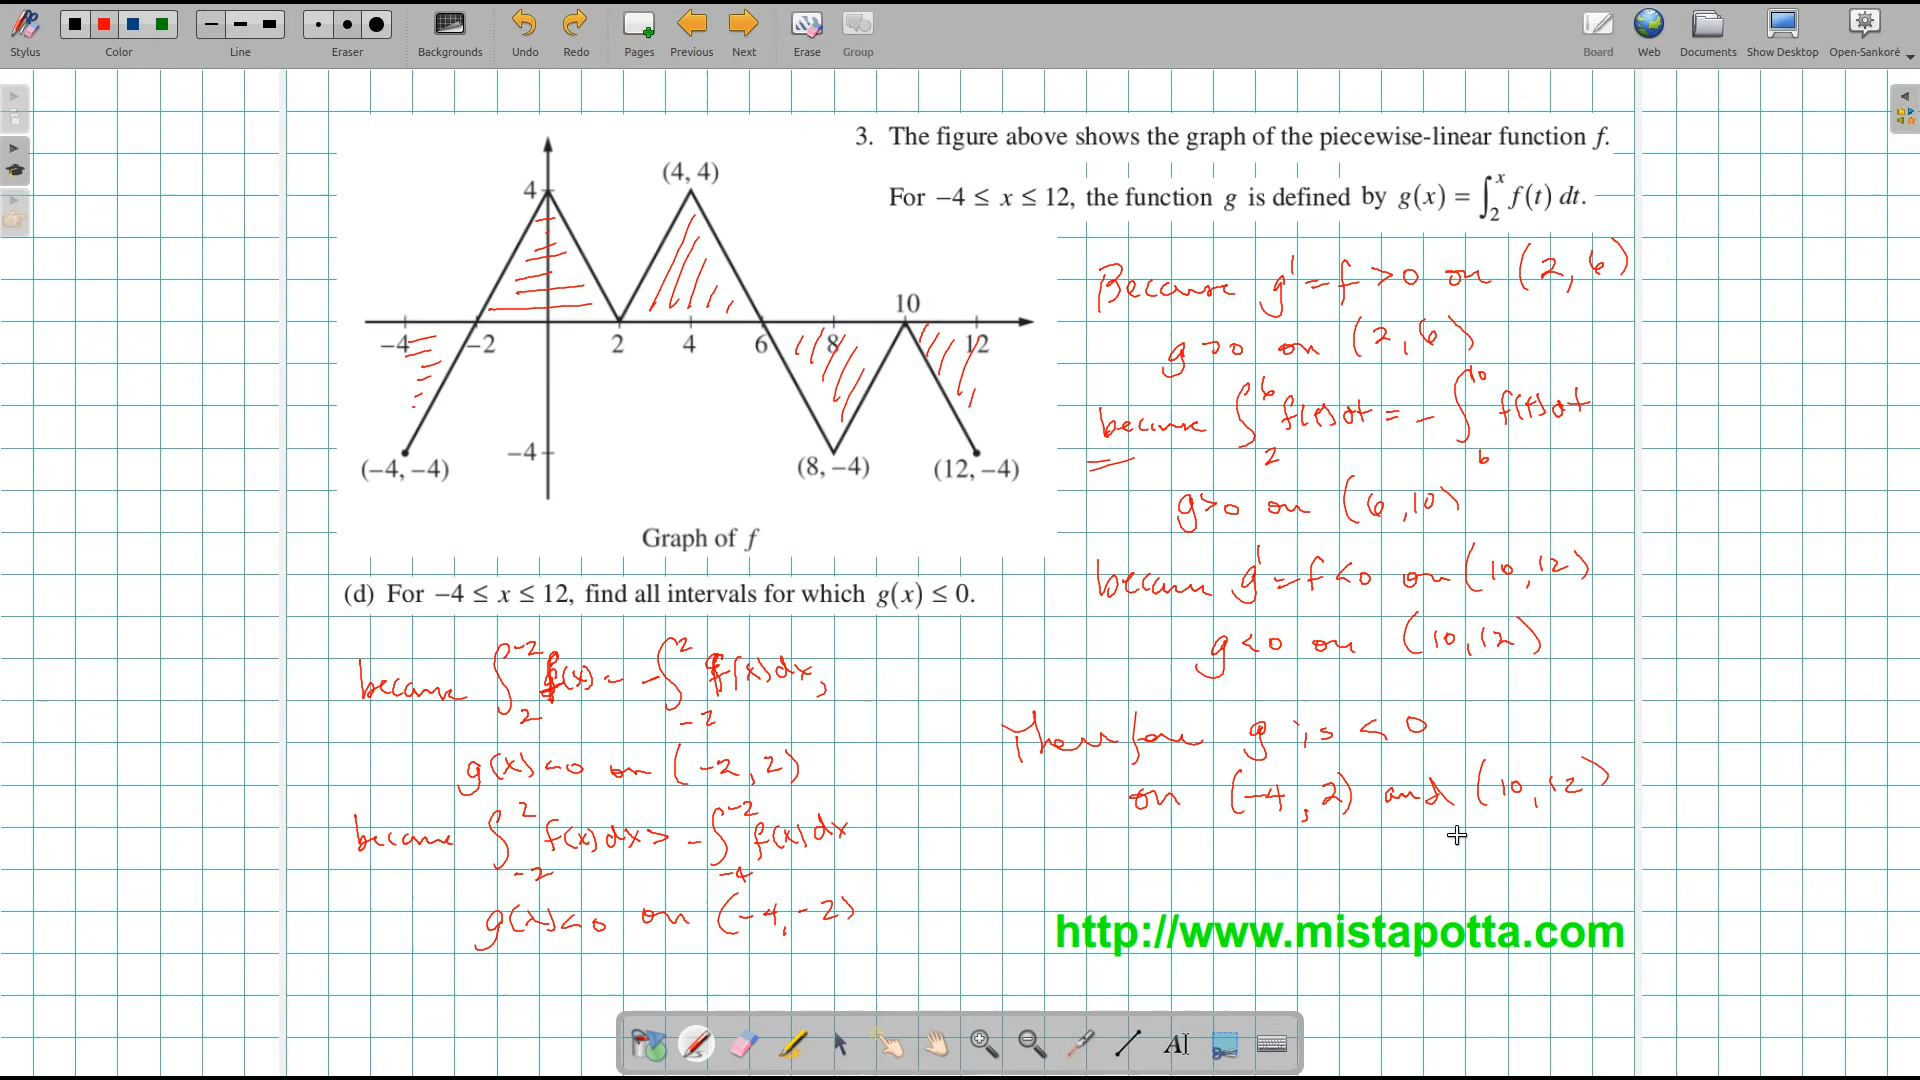 Stylus Color Line Eraser Backgrounds Undo Redo Pages Previous Next Erase Group Board Web Documents Show Desktop Open-Sankoré
3. The figure above shows the graph of the piecewise-linear function f.
For −4 ≤ x ≤ 12, the function g is defined by g(x) = ∫₂ˣ f(t) dt.
4
(4, 4)
10
−4 −2 2 4 6 8 12
−4
(−4, −4)
(8, −4)
(12, −4)
Graph of f
(d) For −4 ≤ x ≤ 12, find all intervals for which g(x) ≤ 0.
because ∫₂⁻² f(x) = -∫₋₂² f(x)dx,
g(x)<0 on (-2, 2)
because ∫₋₂² f(x)dx > -∫₋₄⁻² f(x)dx
g(x)<0 on (-4, -2)
Because g' = f > 0 on (2, 6)
g > 0 on (2, 6)
because ∫₂⁶ f(t)dt = -∫₆¹⁰ f(t)dt
g>0 on (6, 10)
because g' = f < 0 on (10, 12)
g < 0 on (10, 12)
Therefore g is < 0
on (-4, 2) and (10, 12)
http://www.mistapotta.com